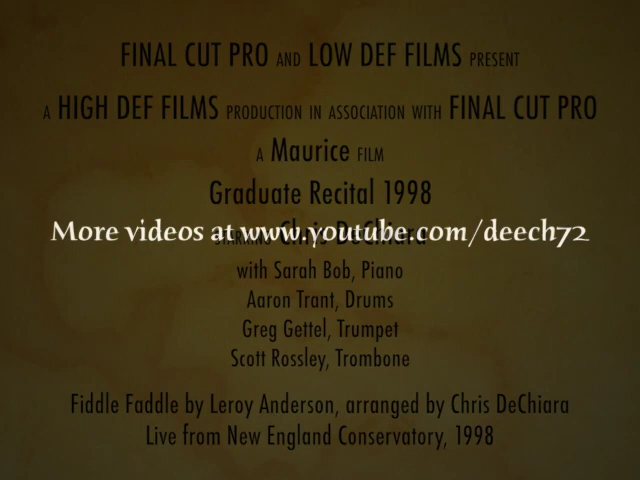 FINAL CUT PRO AND LOW DEF FILMS PRESENT
A HIGH DEF FILMS PRODUCTION IN ASSOCIATION WITH FINAL CUT PRO
A Maurice FILM
Graduate Recital 1998
More videos at www.youtube.com/deech72
STARRING Chris DeChiara
with Sarah Bob, Piano
Aaron Trant, Drums
Greg Gettel, Trumpet
Scott Rossley, Trombone
Fiddle Faddle by Leroy Anderson, arranged by Chris DeChiara
Live from New England Conservatory, 1998